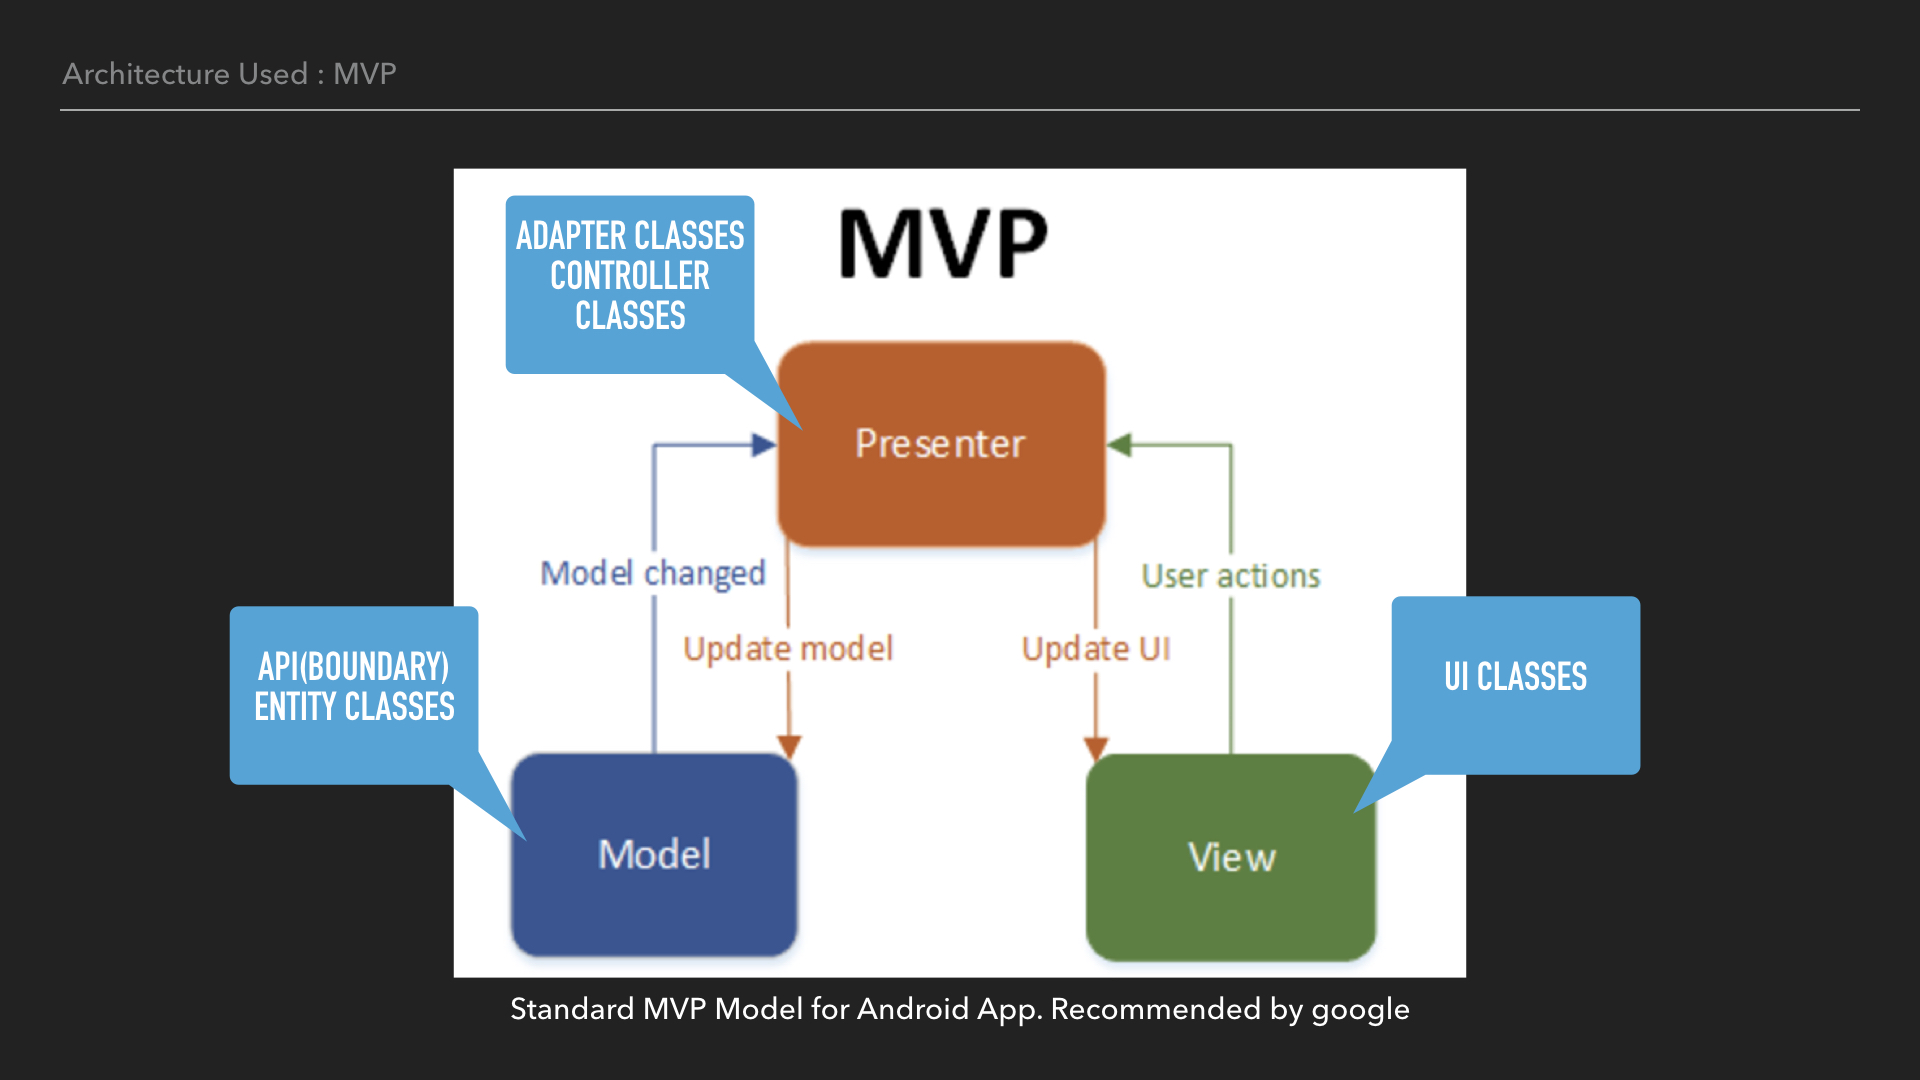 Architecture Used : MVP
MVP
ADAPTER CLASSES
CONTROLLER
CLASSES
Presenter
Model changed
User actions
Update model
Update UI
API(BOUNDARY)
ENTITY CLASSES
UI CLASSES
Model
View
Standard MVP Model for Android App. Recommended by google